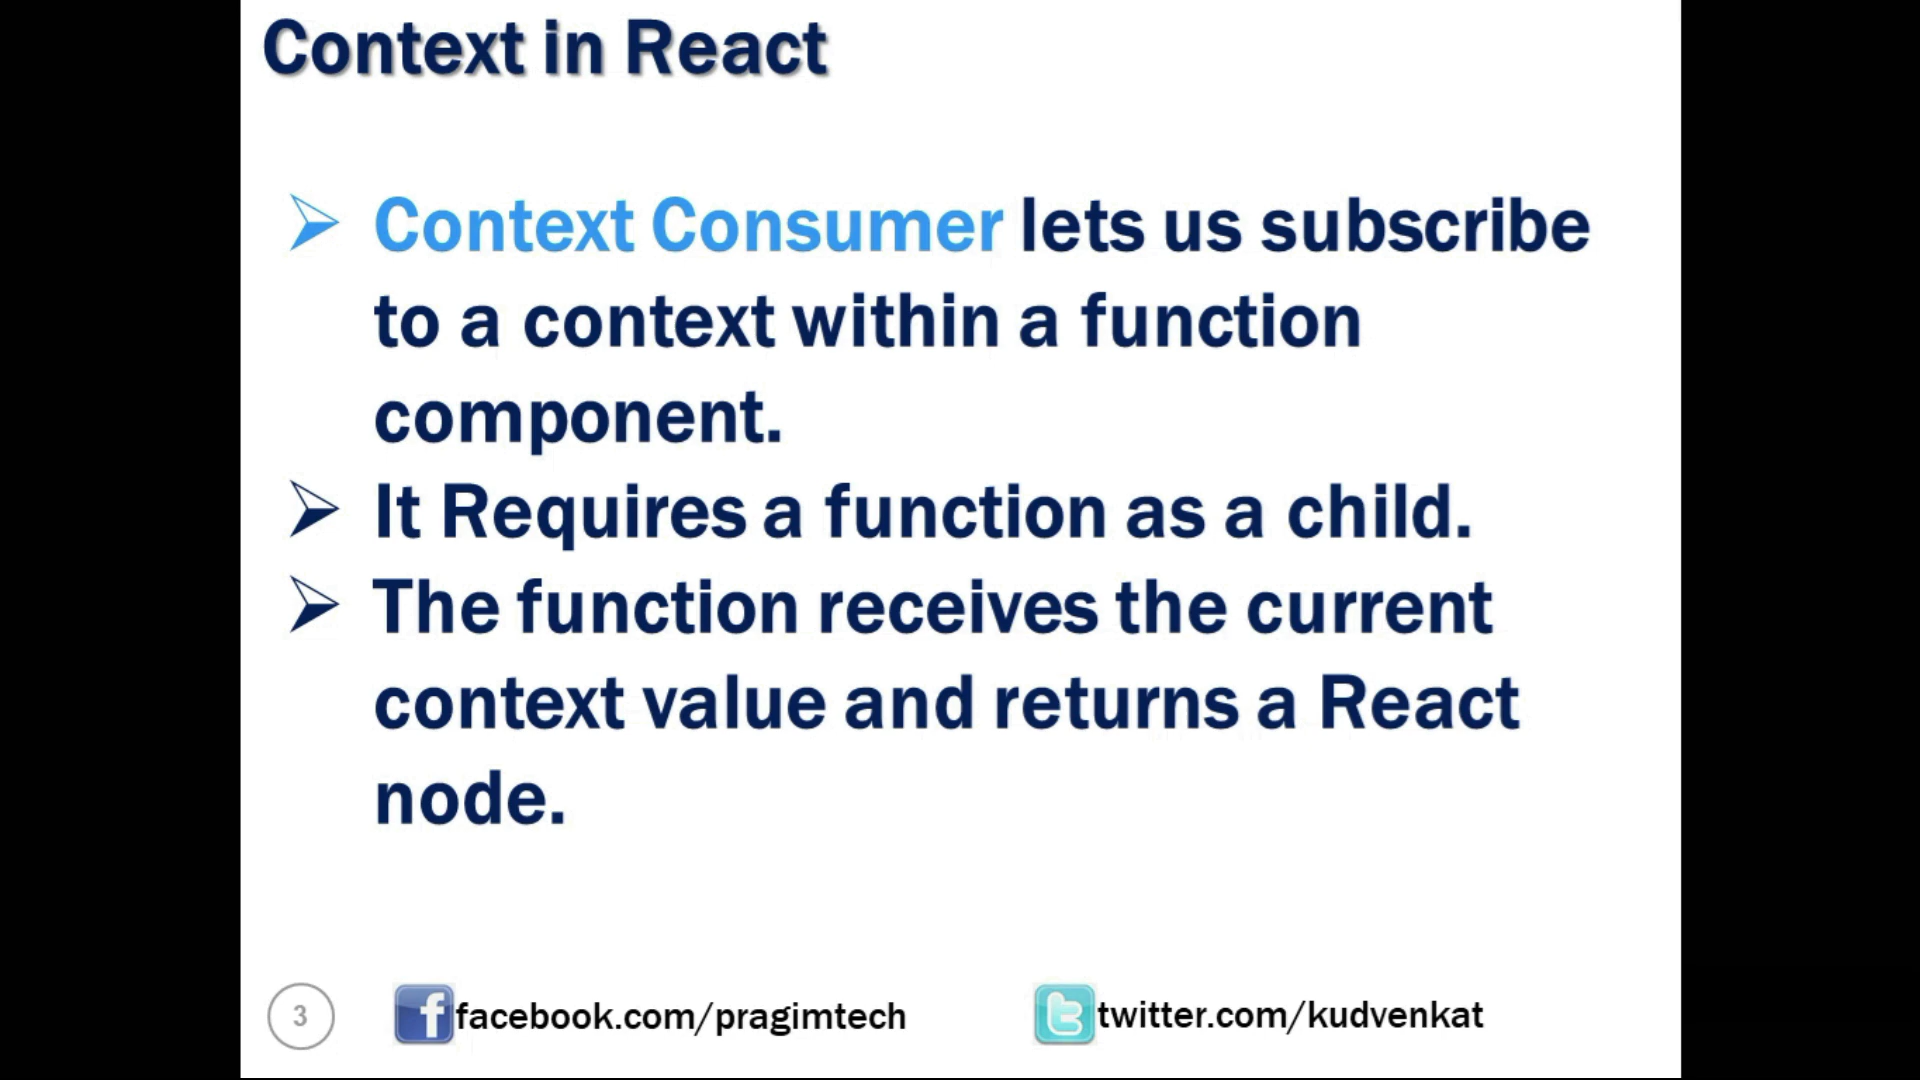 Context in React
Context Consumer lets us subscribe
to a context within a function
component.
It Requires a function as a child.
The function receives the current
context value and returns a React
node.
3
facebook.com/pragimtech
twitter.com/kudvenkat